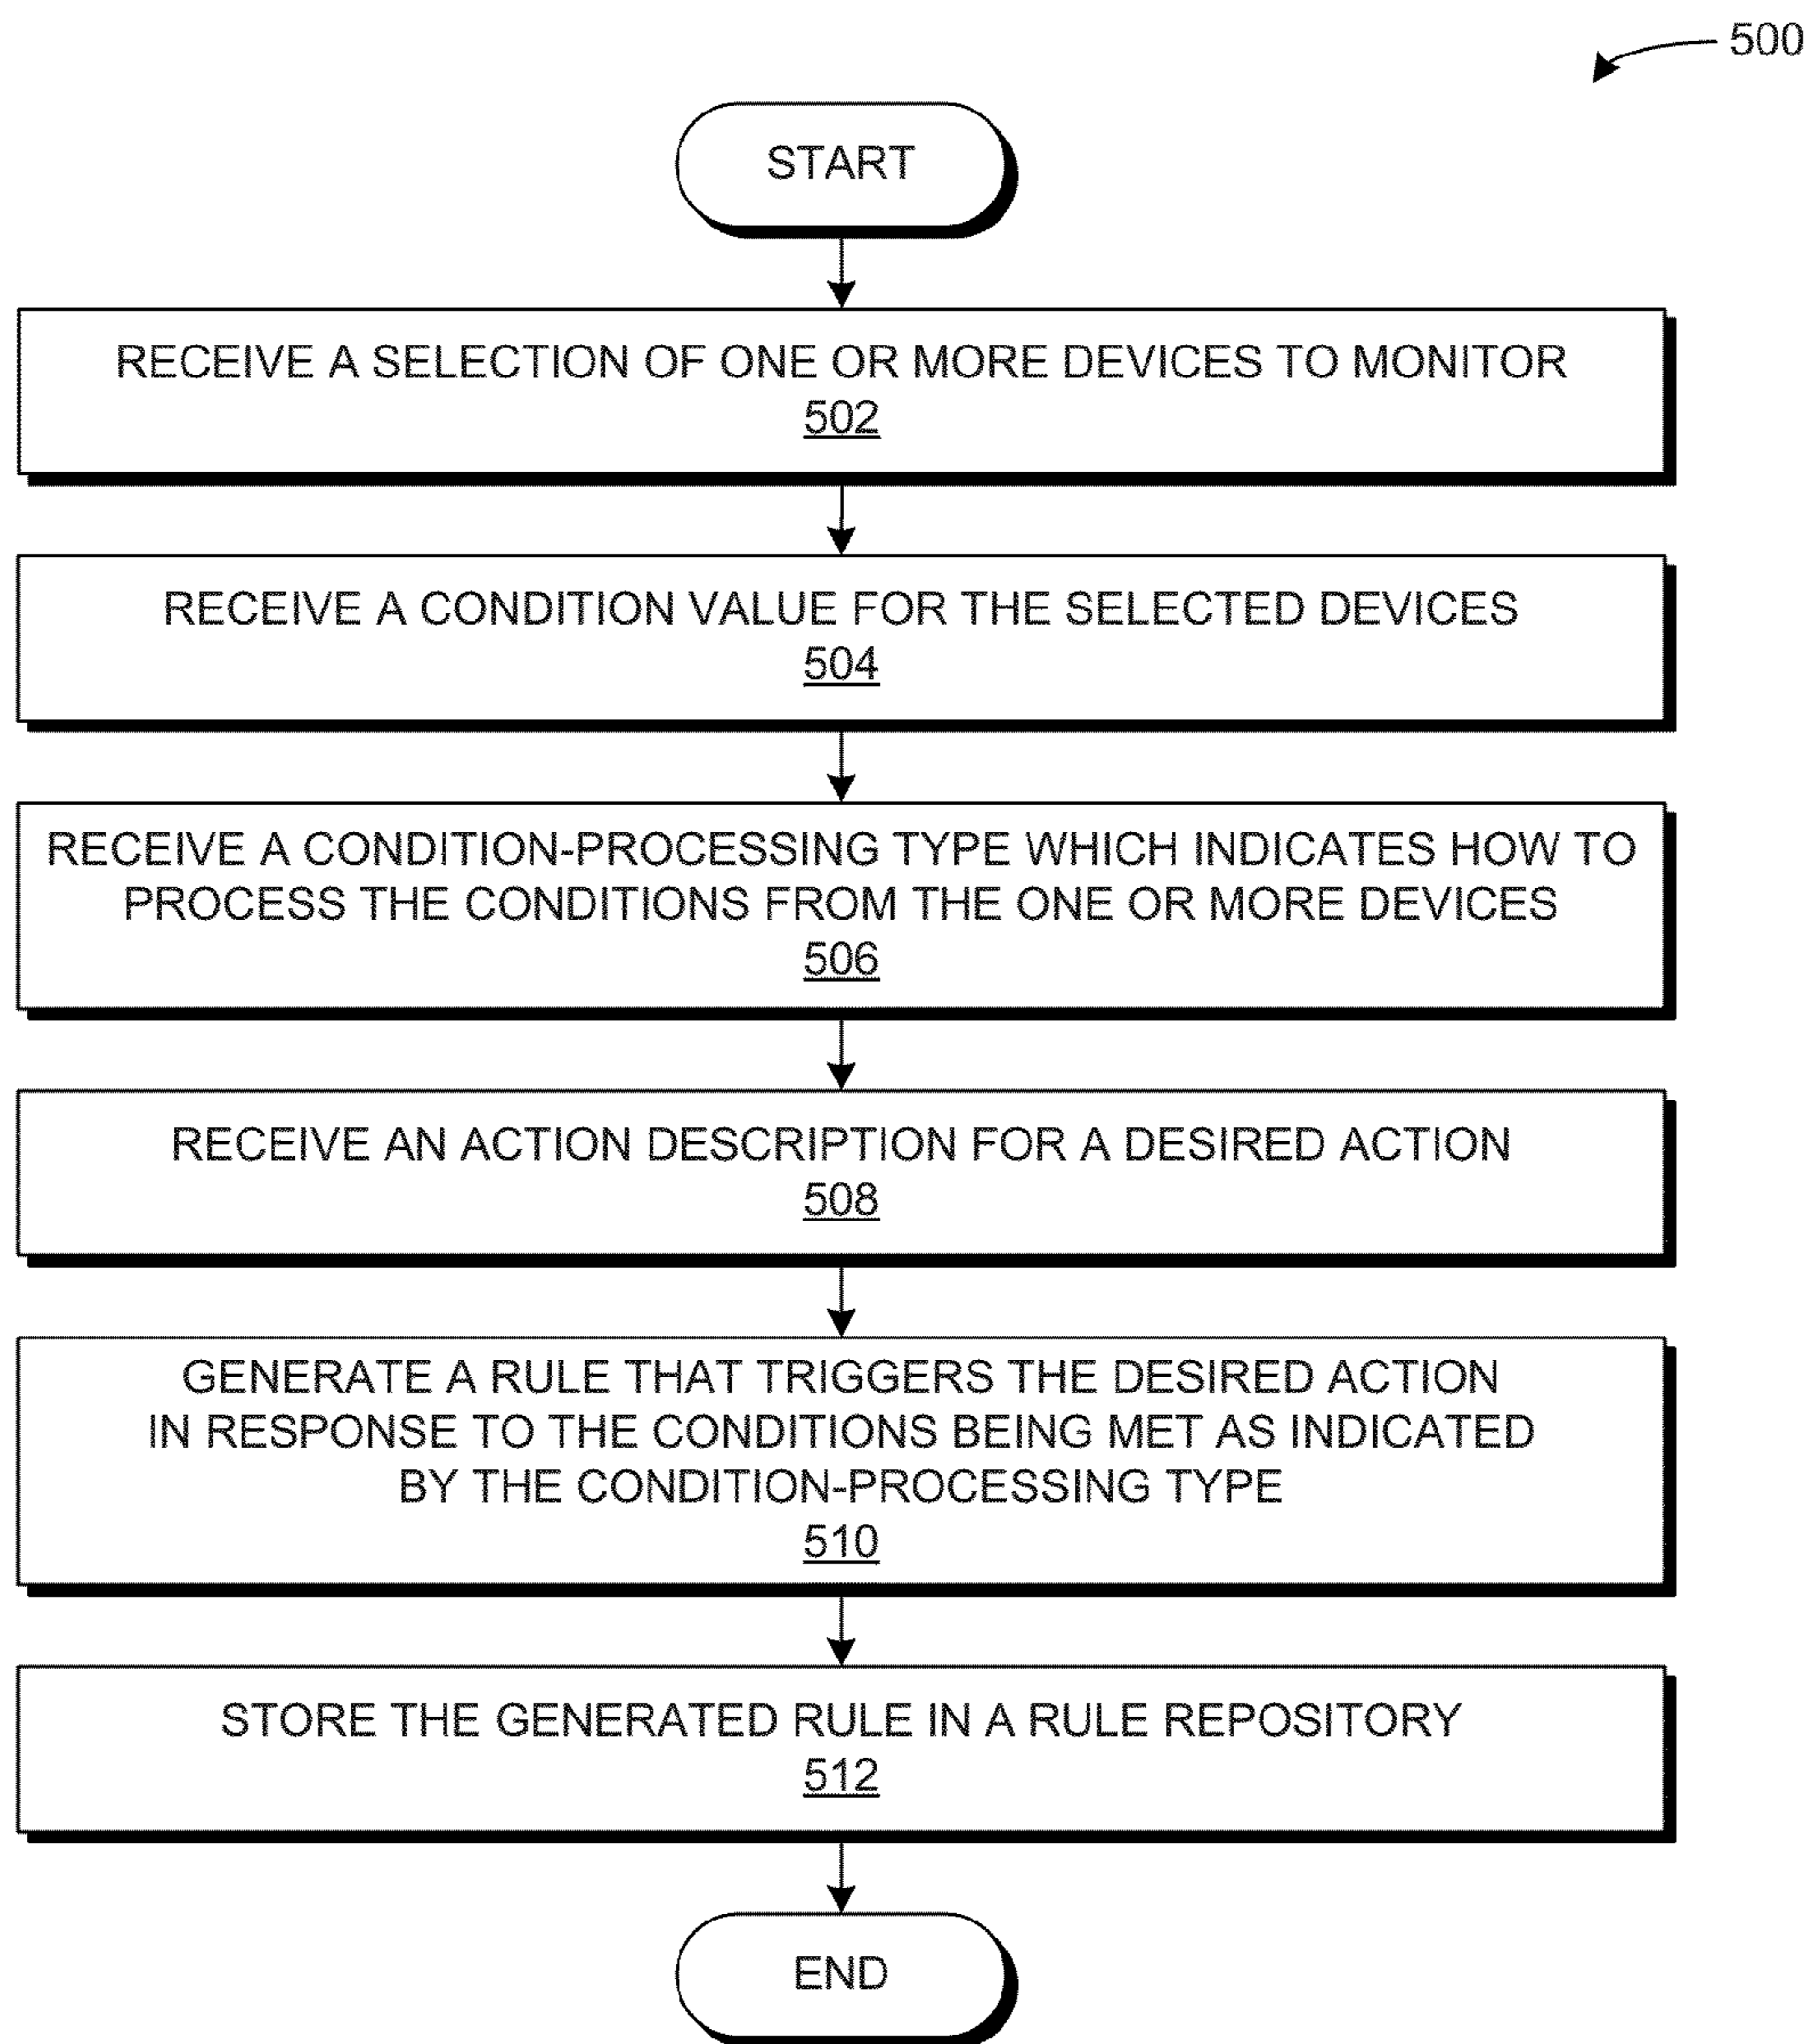 500
START
RECEIVE A SELECTION OF ONE OR MORE DEVICES TO MONITOR
502
RECEIVE A CONDITION VALUE FOR THE SELECTED DEVICES
504
RECEIVE A CONDITION-PROCESSING TYPE WHICH INDICATES HOW TO
PROCESS THE CONDITIONS FROM THE ONE OR MORE DEVICES
506
RECEIVE AN ACTION DESCRIPTION FOR A DESIRED ACTION
508
GENERATE A RULE THAT TRIGGERS THE DESIRED ACTION
IN RESPONSE TO THE CONDITIONS BEING MET AS INDICATED
BY THE CONDITION-PROCESSING TYPE
510
STORE THE GENERATED RULE IN A RULE REPOSITORY
512
END